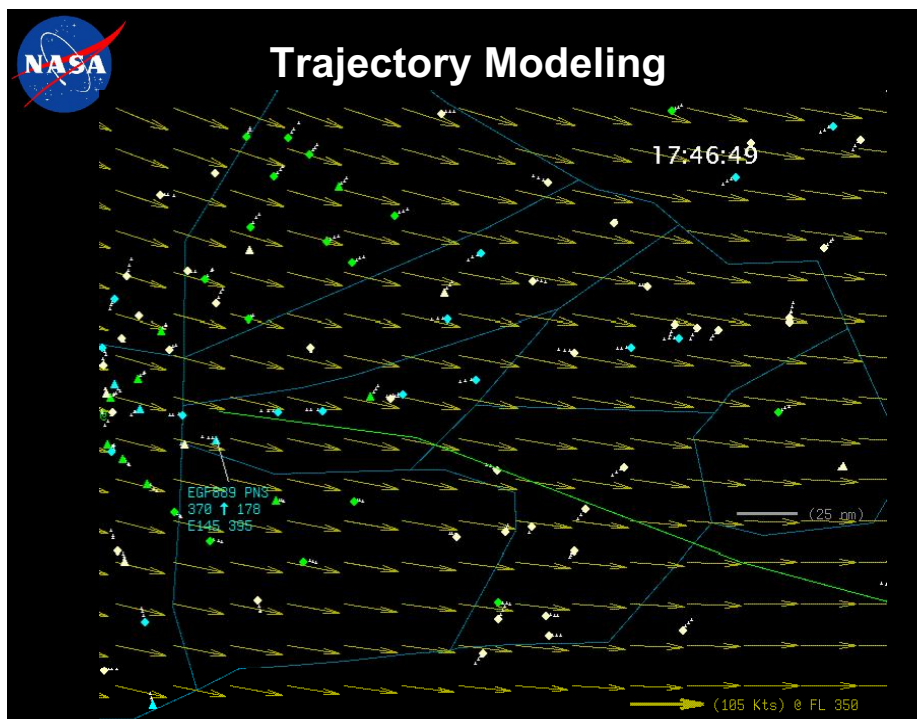 NASA
Trajectory Modeling
17:46:49
EGF889 PNS
370 ↑ 178
E145 395
(25 nm)
(105 Kts) @ FL 350